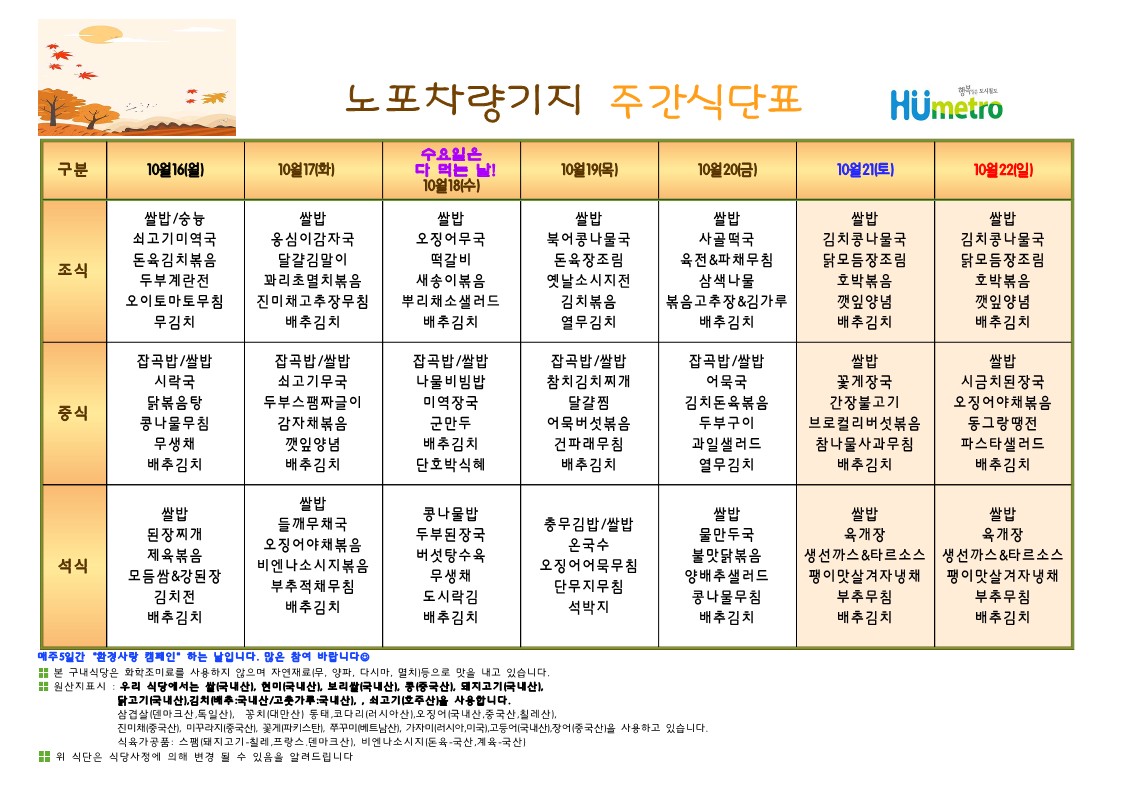 노포차량기지 주간식단표
행복을 잇는 도시철도
Hümetro
구분
10월16(월)
10월17(화)
수요일은
다 먹는 날!
10월18(수)
10월19(목)
10월20(금)
10월21(토)
10월22(일)
조식
쌀밥/숭늉
쇠고기미역국
돈육김치볶음
두부계란전
오이토마토무침
무김치
쌀밥
옹심이감자국
달걀김말이
꽈리초멸치볶음
진미채고추장무침
배추김치
쌀밥
오징어무국
떡갈비
새송이볶음
뿌리채소샐러드
배추김치
쌀밥
북어콩나물국
돈육장조림
옛날소시지전
김치볶음
열무김치
쌀밥
사골떡국
육전&파채무침
삼색나물
볶음고추장&김가루
배추김치
쌀밥
김치콩나물국
닭모듬장조림
호박볶음
깻잎양념
배추김치
쌀밥
김치콩나물국
닭모듬장조림
호박볶음
깻잎양념
배추김치
중식
잡곡밥/쌀밥
시락국
닭볶음탕
콩나물무침
무생채
배추김치
잡곡밥/쌀밥
쇠고기무국
두부스팸짜글이
감자채볶음
깻잎양념
배추김치
잡곡밥/쌀밥
나물비빔밥
미역장국
군만두
배추김치
단호박식혜
잡곡밥/쌀밥
참치김치찌개
달걀찜
어묵버섯볶음
건파래무침
배추김치
잡곡밥/쌀밥
어묵국
김치돈육볶음
두부구이
과일샐러드
열무김치
쌀밥
꽃게장국
간장불고기
브로컬리버섯볶음
참나물사과무침
배추김치
쌀밥
시금치된장국
오징어야채볶음
동그랑땡전
파스타샐러드
배추김치
석식
쌀밥
된장찌개
제육볶음
모듬쌈&강된장
김치전
배추김치
쌀밥
들깨무채국
오징어야채볶음
비엔나소시지볶음
부추적채무침
배추김치
콩나물밥
두부된장국
버섯탕수육
무생채
도시락김
배추김치
충무김밥/쌀밥
온국수
오징어어묵무침
단무지무침
석박지
쌀밥
물만두국
불맛닭볶음
양배추샐러드
콩나물무침
배추김치
쌀밥
육개장
생선까스&타르소스
팽이맛살겨자냉채
부추무침
배추김치
쌀밥
육개장
생선까스&타르소스
팽이맛살겨자냉채
부추무침
배추김치
매주5일간 "환경사랑 캠페인" 하는 날입니다. 많은 참여 바랍니다☺
본 구내식당은 화학조미료를 사용하지 않으며 자연재료(무, 양파, 다시마, 멸치)등으로 맛을 내고 있습니다.
원산지표시 : 우리 식당에서는 쌀(국내산), 현미(국내산), 보리쌀(국내산), 콩(중국산), 돼지고기(국내산),
닭고기(국내산),김치(배추:국내산/고춧가루:국내산), , 쇠고기(호주산)을 사용합니다.
삼겹살(덴마크산,독일산), 꽁치(대만산) 동태,코다리(러시아산),오징어(국내산,중국산,칠레산),
진미채(중국산), 미꾸라지(중국산), 꽃게(파키스탄), 쭈꾸미(베트남산), 가자미(러시아,미국),고등어(국내산),장어(중국산)을 사용하고 있습니다.
식육가공품: 스팸(돼지고기-칠레,프랑스.덴마크산), 비엔나소시지(돈육-국산,계육-국산)
위 식단은 식당사정에 의해 변경 될 수 있음을 알려드립니다